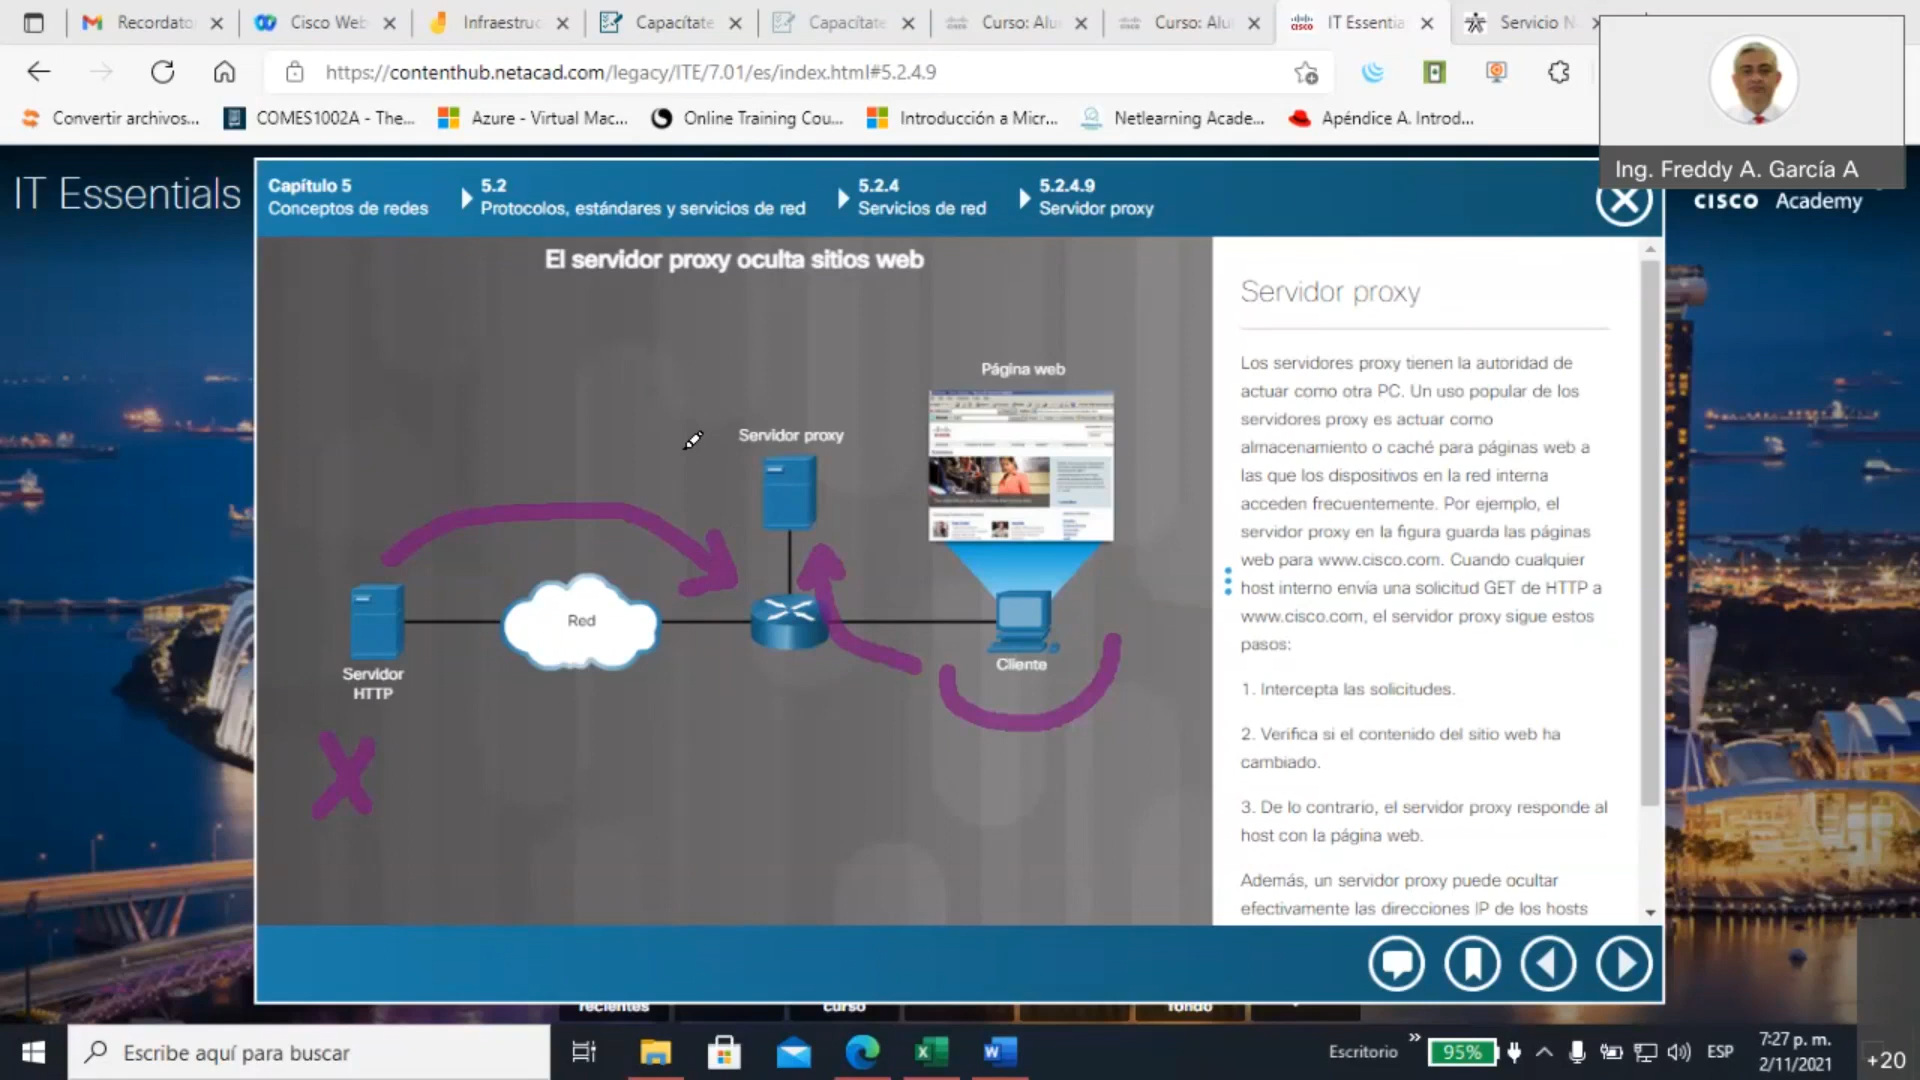 Recordato
Cisco Web
Infraestruc
Capacítate
Capacítate
Curso: Alu
Curso: Alu
IT Essentia
Servicio N
https://contenthub.netacad.com/legacy/ITE/7.01/es/index.html#5.2.4.9
Convertir archivos...
COMES1002A - The...
Azure - Virtual Mac...
Online Training Cou...
Introducción a Micr...
Netlearning Acade...
Apéndice A. Introd...
Ing. Freddy A. García A
IT Essentials
CISCO Academy
Capítulo 5
Conceptos de redes
5.2
Protocolos, estándares y servicios de red
5.2.4
Servicios de red
5.2.4.9
Servidor proxy
El servidor proxy oculta sitios web
Página web
Servidor proxy
Red
Servidor
HTTP
Cliente
X
Servidor proxy
Los servidores proxy tienen la autoridad de
actuar como otra PC. Un uso popular de los
servidores proxy es actuar como
almacenamiento o caché para páginas web a
las que los dispositivos en la red interna
acceden frecuentemente. Por ejemplo, el
servidor proxy en la figura guarda las páginas
web para www.cisco.com. Cuando cualquier
host interno envía una solicitud GET de HTTP a
www.cisco.com, el servidor proxy sigue estos
pasos:
1. Intercepta las solicitudes.
2. Verifica si el contenido del sitio web ha
cambiado.
3. De lo contrario, el servidor proxy responde al
host con la página web.
Además, un servidor proxy puede ocultar
efectivamente las direcciones IP de los hosts
recientes
curso
fondo
Escribe aquí para buscar
Escritorio
95%
ESP
7:27 p. m.
2/11/2021
+20